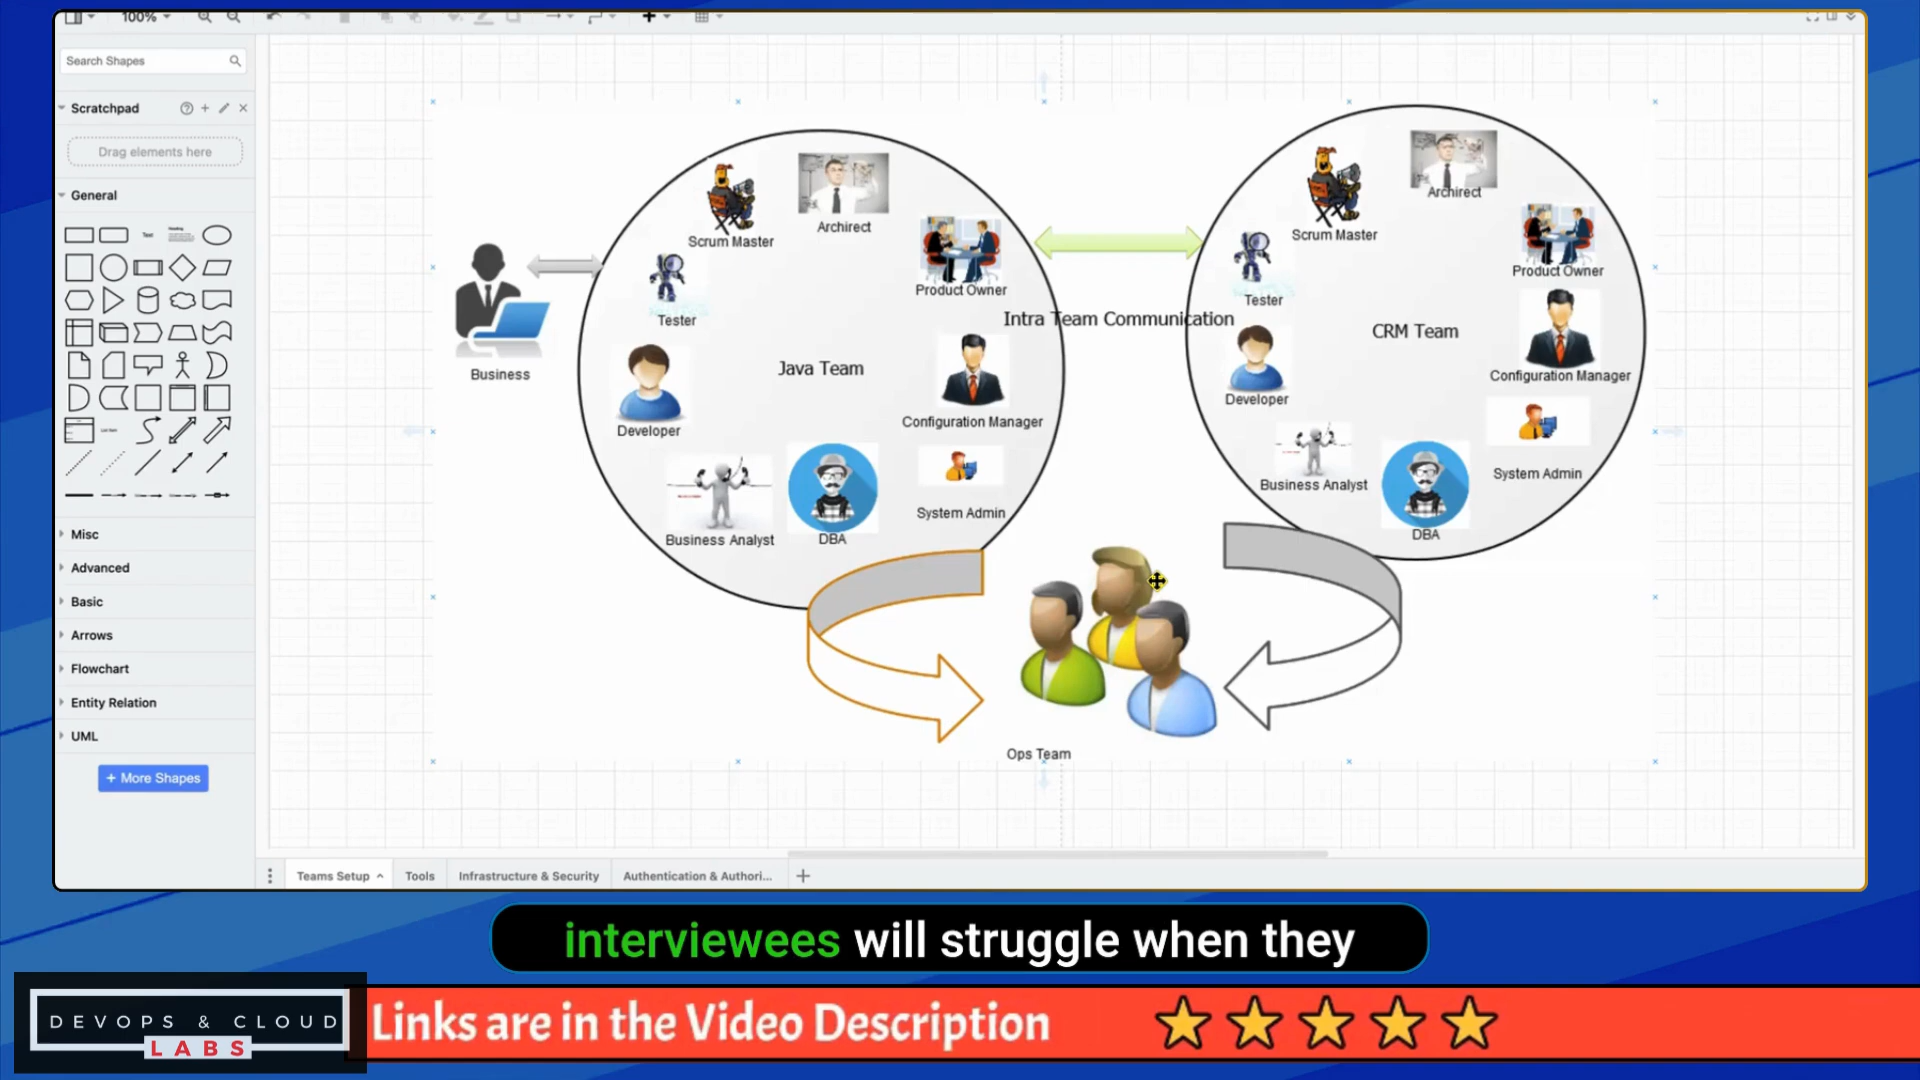 100%
Search Shapes
Scratchpad
Drag elements here
General
Text
Heading
List Item
Misc
Advanced
Basic
Arrows
Flowchart
Entity Relation
UML
+ More Shapes
Business
Scrum Master
Archirect
Tester
Product Owner
Java Team
Developer
Configuration Manager
Business Analyst
DBA
System Admin
Intra Team Communication
Scrum Master
Archirect
Tester
Product Owner
CRM Team
Developer
Configuration Manager
Business Analyst
DBA
System Admin
Ops Team
Teams Setup
Tools
Infrastructure & Security
Authentication & Authori...
interviewees will struggle when they
DEVOPS & CLOUD
LABS
Links are in the Video Description